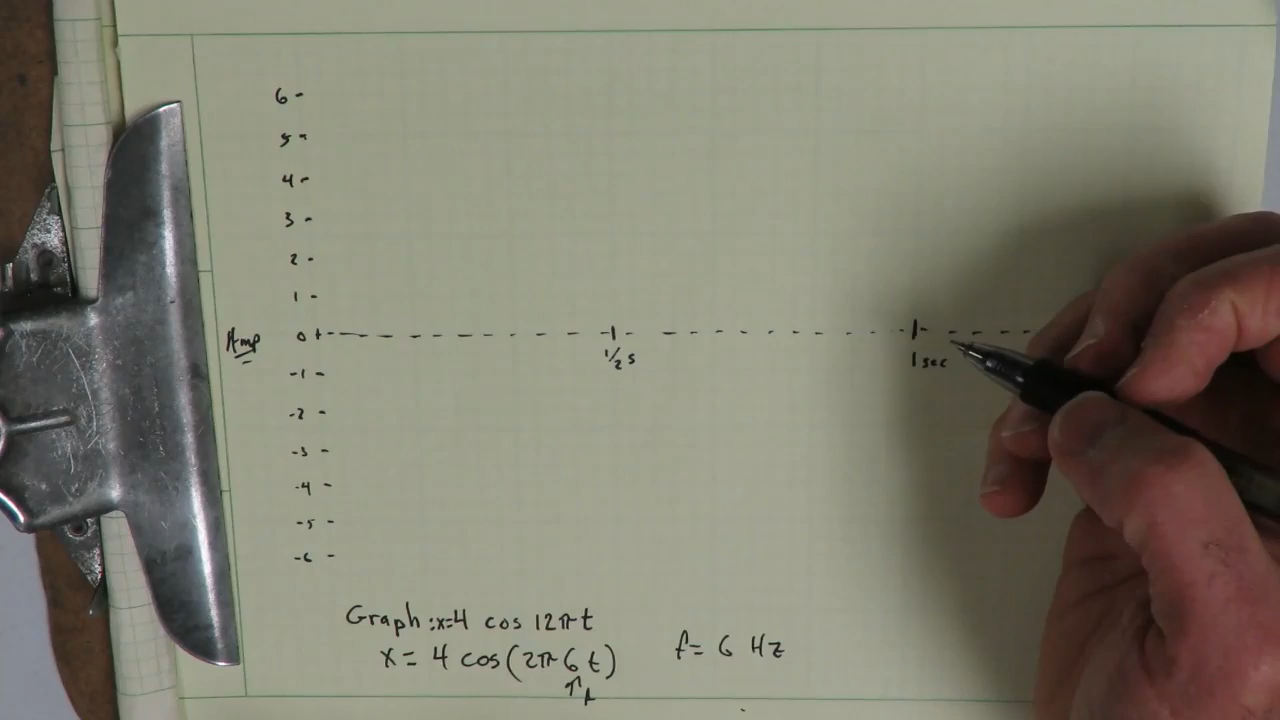 6 -
5 -
4 -
3 -
2 -
1 -
Amp 0
1/2 s
1 sec
-1 -
-2 -
-3 -
-4 -
-5 -
-6 -
Graph: x=4 cos 12πt
x = 4 cos(2π 6 t) f = 6 Hz
↑f